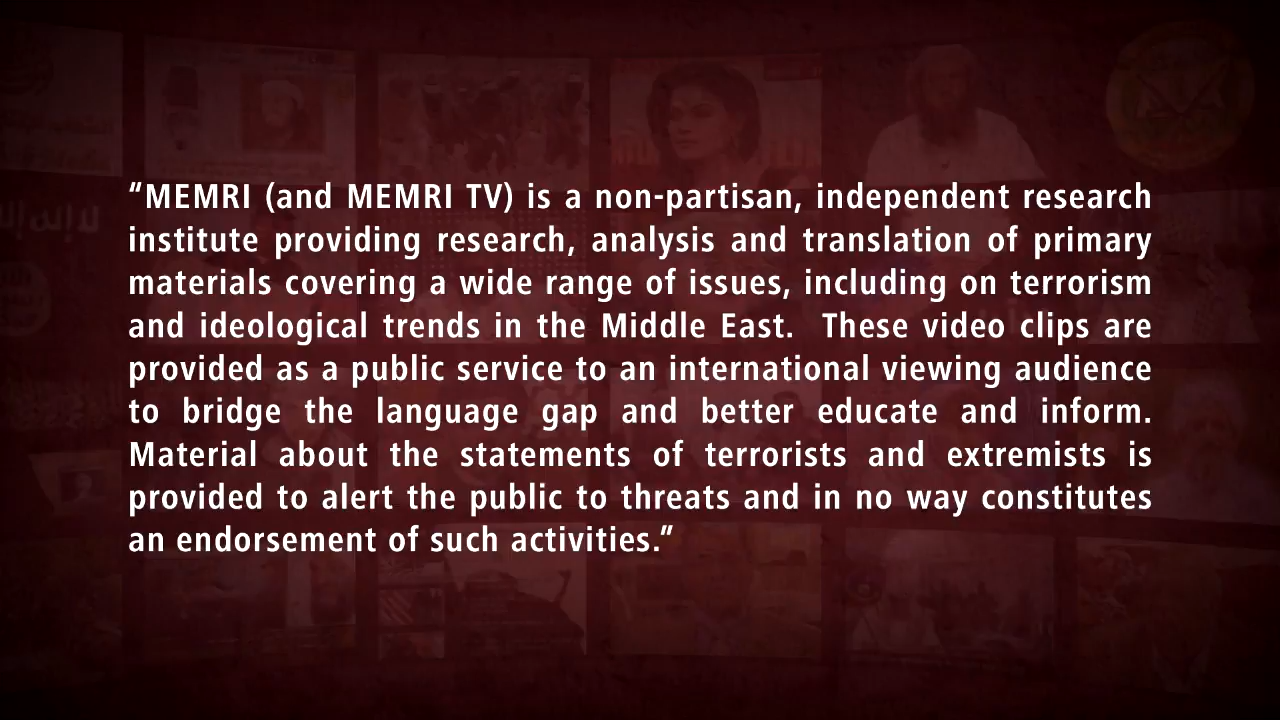 “MEMRI (and MEMRI TV) is a non-partisan, independent research
institute providing research, analysis and translation of primary
materials covering a wide range of issues, including on terrorism
and ideological trends in the Middle East.  These video clips are
provided as a public service to an international viewing audience
to bridge the language gap and better educate and inform.
Material about the statements of terrorists and extremists is
provided to alert the public to threats and in no way constitutes
an endorsement of such activities.”